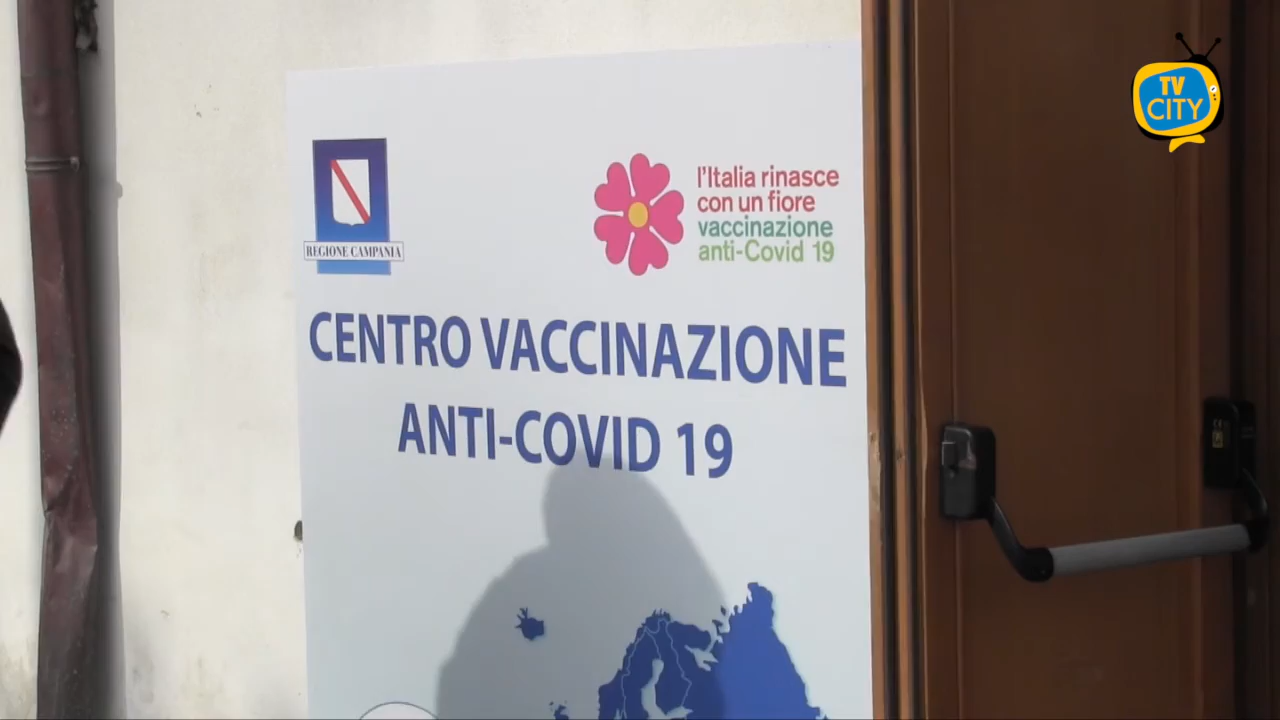 TV
CITY
REGIONE CAMPANIA
l'Italia rinasce
con un fiore
vaccinazione
anti-Covid 19
CENTRO VACCINAZIONE
ANTI-COVID 19